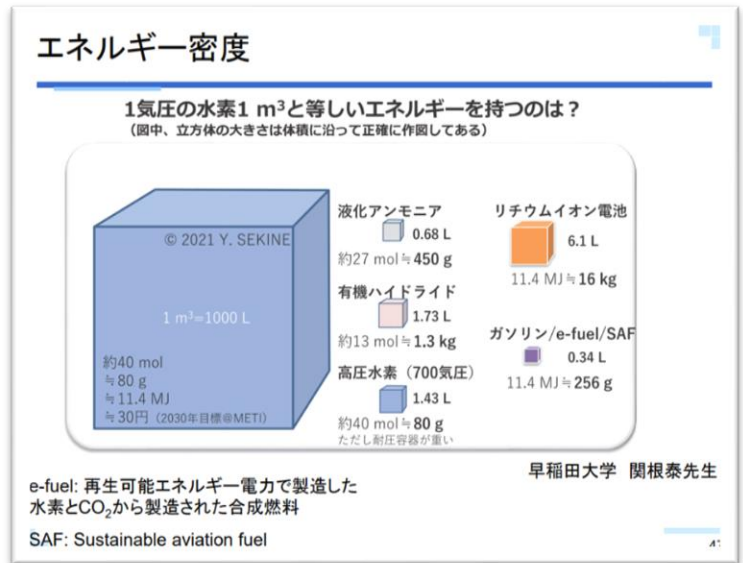 エネルギー密度
1気圧の水素1 m³と等しいエネルギーを持つのは？
（図中、立方体の大きさは体積に沿って正確に作図してある）
© 2021 Y. SEKINE
1 m³=1000 L
約40 mol
≒80 g
≒11.4 MJ
≒30円（2030年目標@METI）
液化アンモニア
0.68 L
約27 mol≒450 g
有機ハイドライド
1.73 L
約13 mol≒1.3 kg
高圧水素（700気圧）
1.43 L
約40 mol≒80 g
ただし耐圧容器が重い
リチウムイオン電池
6.1 L
11.4 MJ≒16 kg
ガソリン/e-fuel/SAF
0.34 L
11.4 MJ≒256 g
早稲田大学 関根泰先生
e-fuel: 再生可能エネルギー電力で製造した
水素とCO₂から製造された合成燃料
SAF: Sustainable aviation fuel